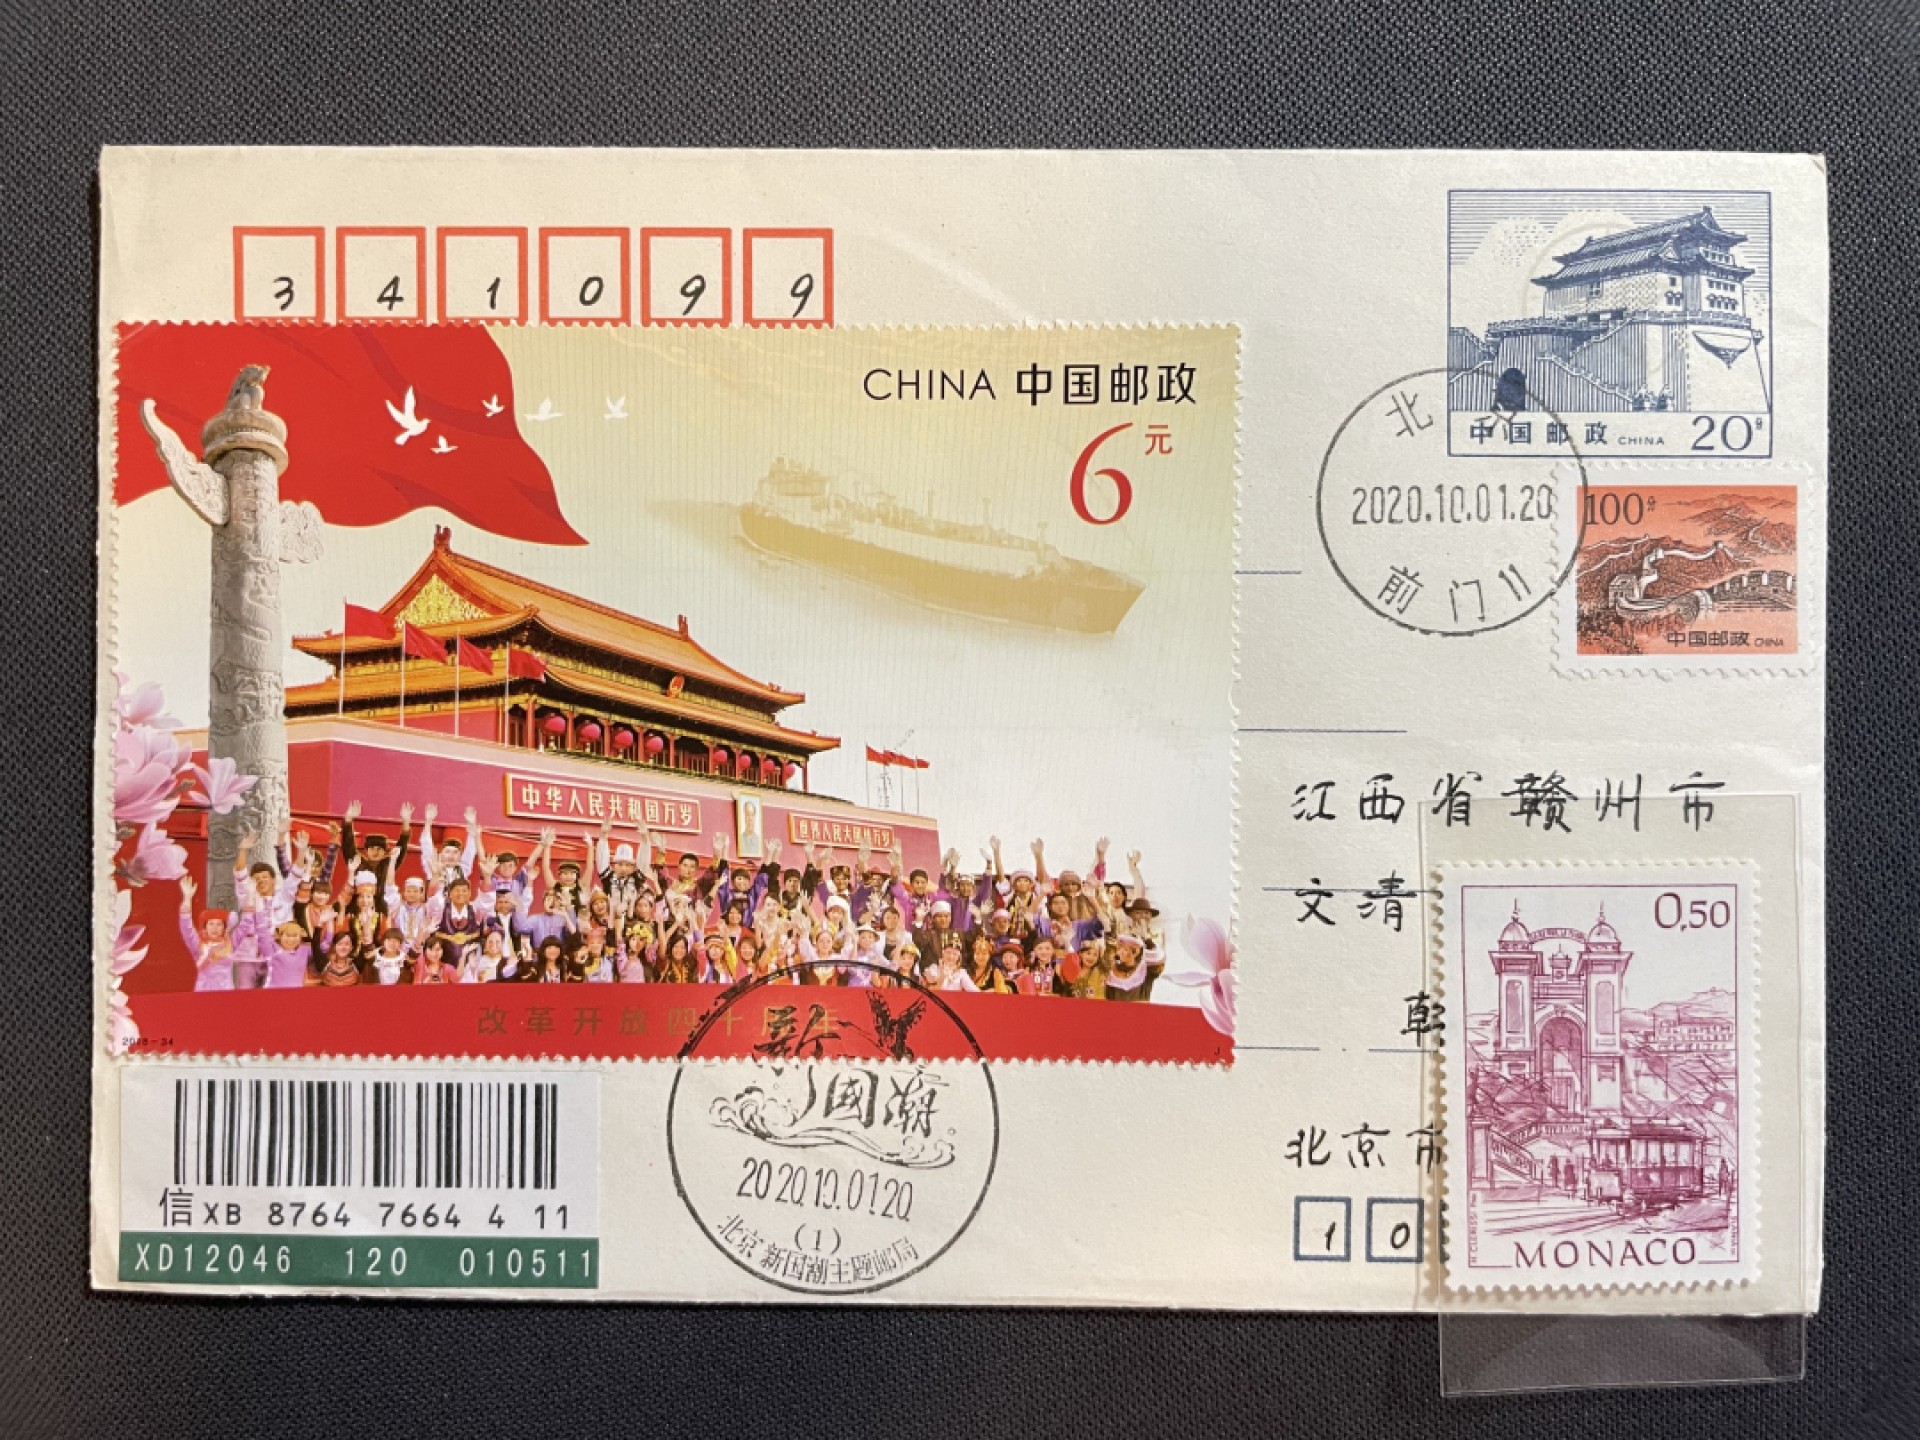 3 4 1 0 9 9
CHINA 中国邮政
6元
中华人民共和国万岁
世界人民大团结万岁
改革开放四十周年
2018-34
J
中国邮政 CHINA 20分
北京
2020.10.01.20
前门11
100分
中国邮政 CHINA
江西省赣州市
文清
北京市
1 0
0,50
MONACO
新国潮
2020.10.01.20
(1)
北京新国潮主题邮局
信XB 8764 7664 4 11
XD12046 120 010511